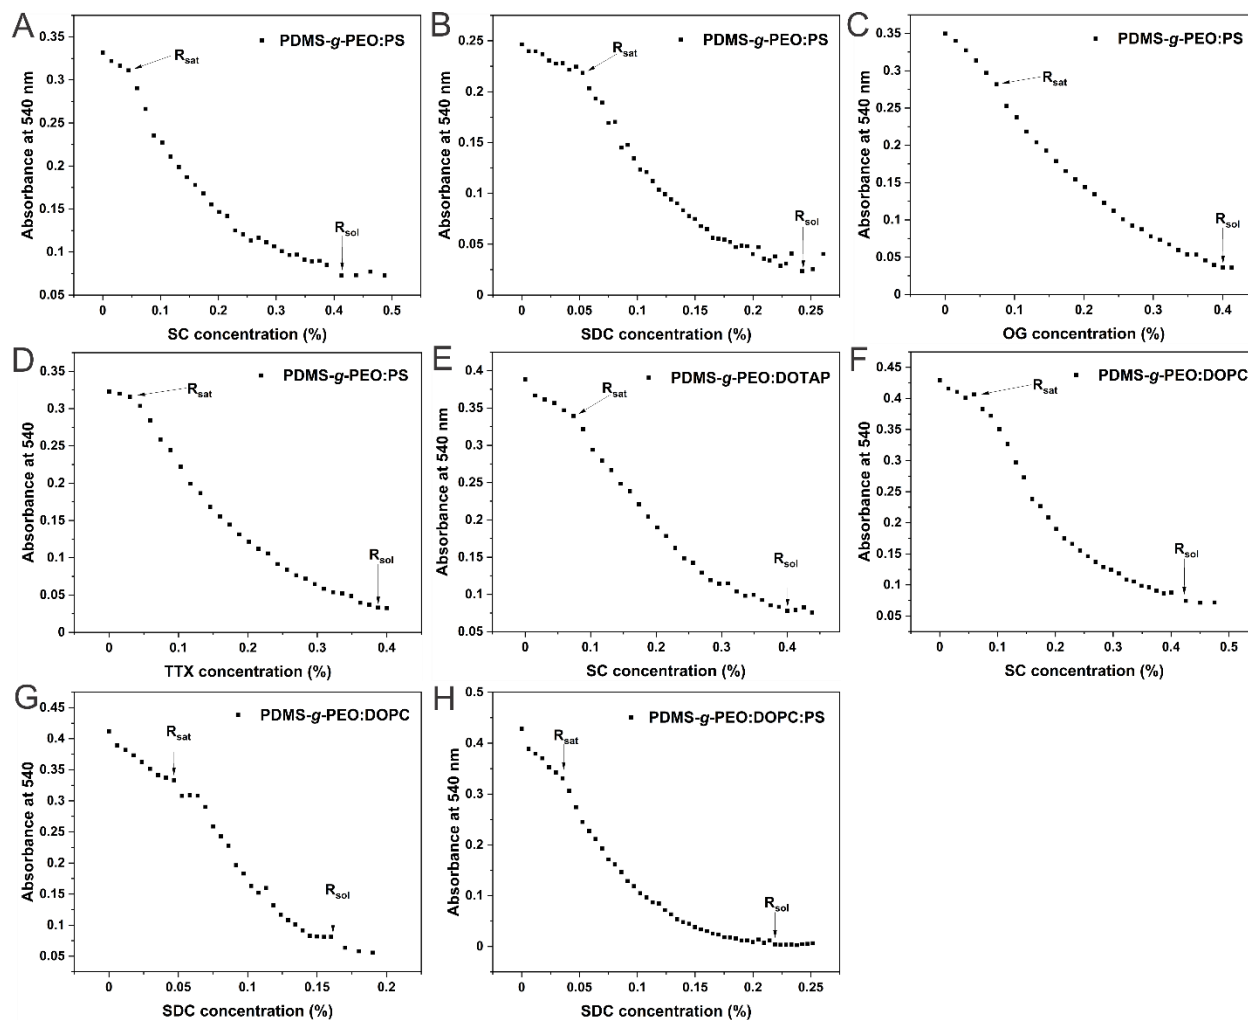 A
Absorbance at 540 nm
0.35
0.3
0.25
0.2
0.15
0.1
0.05
PDMS-g-PEO:PS
Rsat
Rsol
0 0.1 0.2 0.3 0.4 0.5
SC concentration (%)
B
Absorbance at 540 nm
0.25
0.2
0.15
0.1
0.05
0
PDMS-g-PEO:PS
Rsat
Rsol
0 0.05 0.1 0.15 0.2 0.25
SDC concentration (%)
C
Absorbance at 540 nm
0.35
0.3
0.25
0.2
0.15
0.1
0.05
0
PDMS-g-PEO:PS
Rsat
Rsol
0 0.1 0.2 0.3 0.4
OG concentration (%)
D
Absorbance at 540
0.35
0.3
0.25
0.2
0.15
0.1
0.05
0
PDMS-g-PEO:PS
Rsat
Rsol
0 0.1 0.2 0.3 0.4
TTX concentration (%)
E
Absorbance at 540 nm
0.4
0.35
0.3
0.25
0.2
0.15
0.1
0.05
PDMS-g-PEO:DOTAP
Rsat
Rsol
0 0.1 0.2 0.3 0.4
SC concentration (%)
F
Absorbance at 540
0.45
0.4
0.35
0.3
0.25
0.2
0.15
0.1
0.05
PDMS-g-PEO:DOPC
Rsat
Rsol
0 0.1 0.2 0.3 0.4 0.5
SC concentration (%)
G
Absorbance at 540
0.45
0.4
0.35
0.3
0.25
0.2
0.15
0.1
0.05
PDMS-g-PEO:DOPC
Rsat
Rsol
0 0.05 0.1 0.15 0.2
SDC concentration (%)
H
Absorbance at 540 nm
0.5
0.4
0.3
0.2
0.1
0
PDMS-g-PEO:DOPC:PS
Rsat
Rsol
0 0.05 0.1 0.15 0.2 0.25
SDC concentration (%)